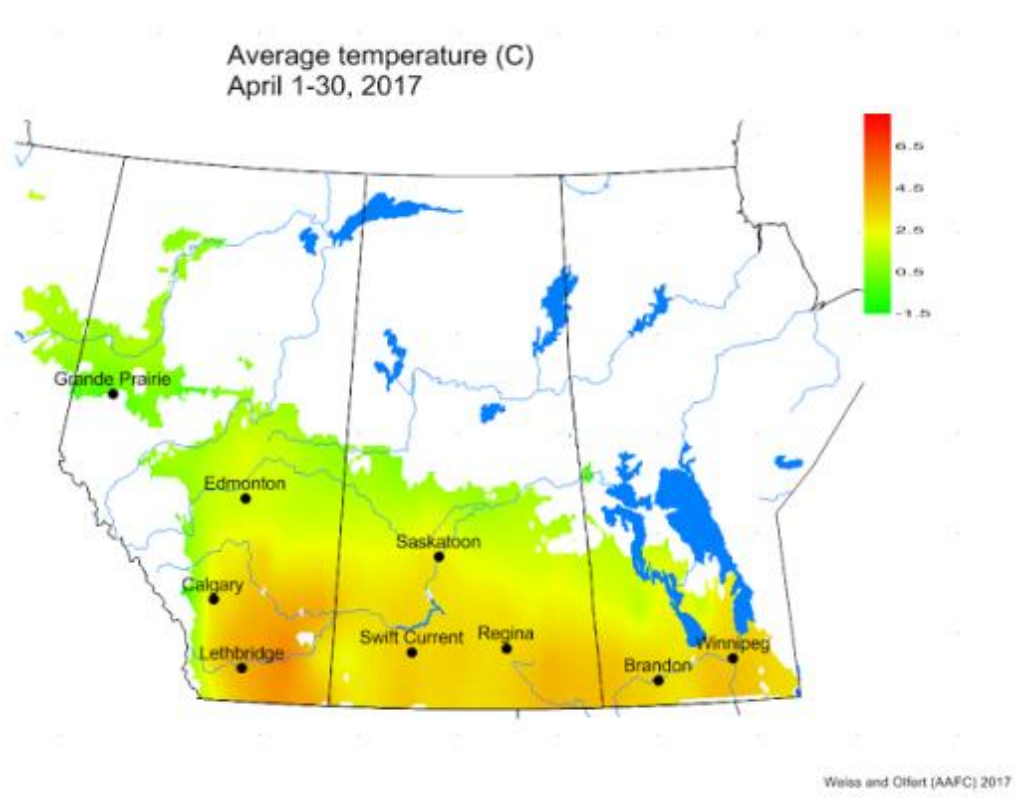 Average temperature (C)
April 1-30, 2017
6.5
4.5
2.5
0.5
-1.5
Grande Prairie
Edmonton
Saskatoon
Calgary
Swift Current
Regina
Lethbridge
Winnipeg
Brandon
Weiss and Olfert (AAFC) 2017